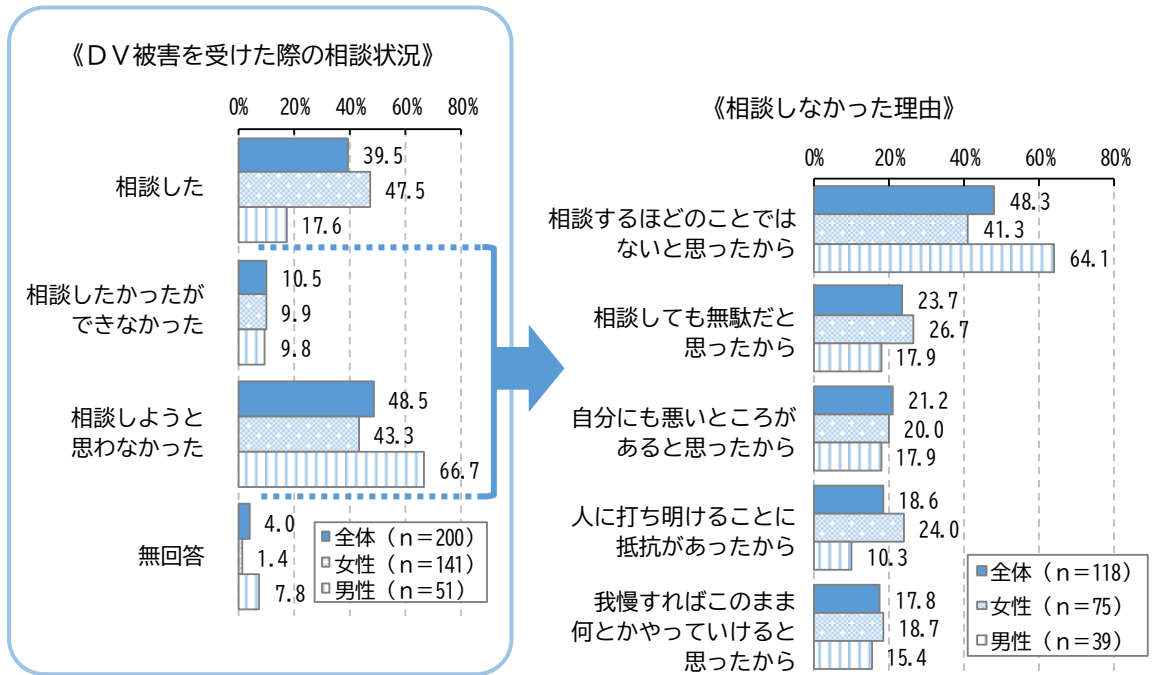 《ＤＶ被害を受けた際の相談状況》
0% 20% 40% 60% 80%
相談した
39.5
47.5
17.6
相談したかったが
できなかった
10.5
9.9
9.8
相談しようと
思わなかった
48.5
43.3
66.7
無回答
4.0
1.4
7.8
全体（ｎ＝200）
女性（ｎ＝141）
男性（ｎ＝51）
《相談しなかった理由》
0% 20% 40% 60% 80%
相談するほどのことでは
ないと思ったから
48.3
41.3
64.1
相談しても無駄だと
思ったから
23.7
26.7
17.9
自分にも悪いところが
あると思ったから
21.2
20.0
17.9
人に打ち明けることに
抵抗があったから
18.6
24.0
10.3
我慢すればこのまま
何とかやっていけると
思ったから
17.8
18.7
15.4
全体（ｎ＝118）
女性（ｎ＝75）
男性（ｎ＝39）